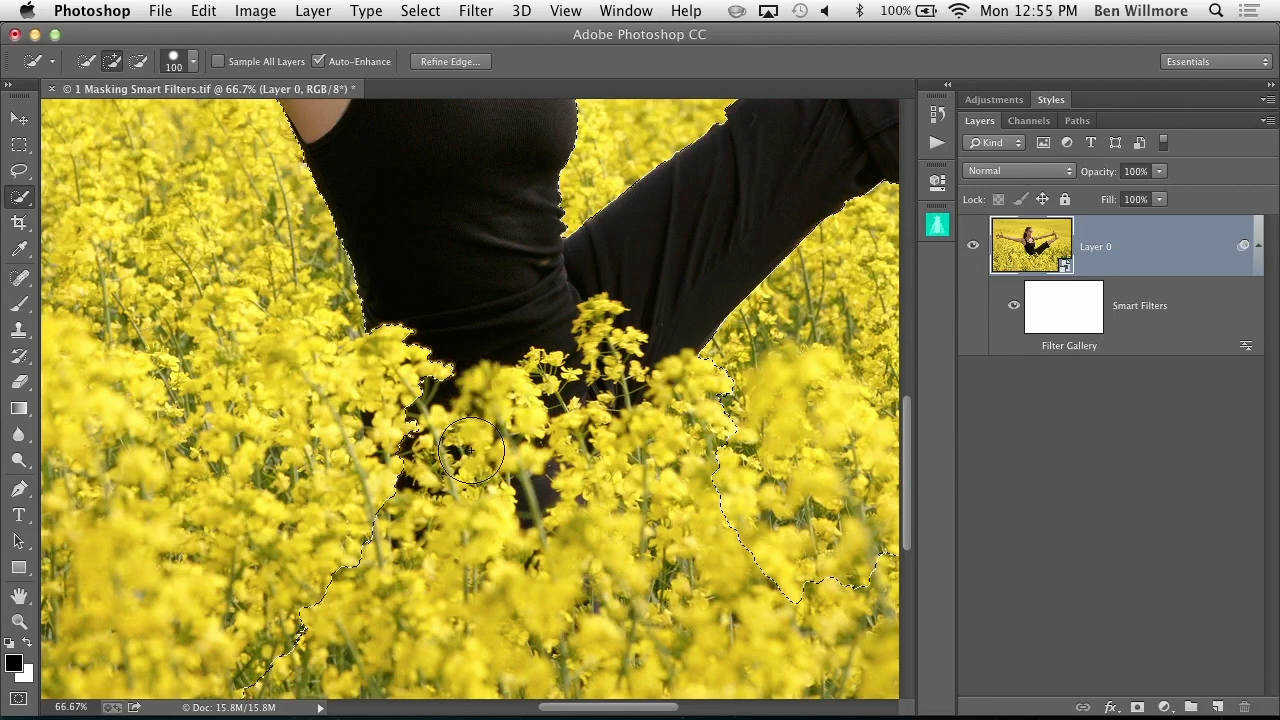 Photoshop File Edit Image Layer Type Select Filter 3D View Window Help 100% Mon 12:55 PM Ben Willmore
Adobe Photoshop CC
100 Sample All Layers Auto-Enhance Refine Edge... Essentials
© 1 Masking Smart Filters.tif @ 66.7% (Layer 0, RGB/8*) *
Adjustments Styles
Layers Channels Paths
Kind
Normal Opacity: 100%
Lock: Fill: 100%
Layer 0
Smart Filters
Filter Gallery
66.67% © Doc: 15.8M/15.8M